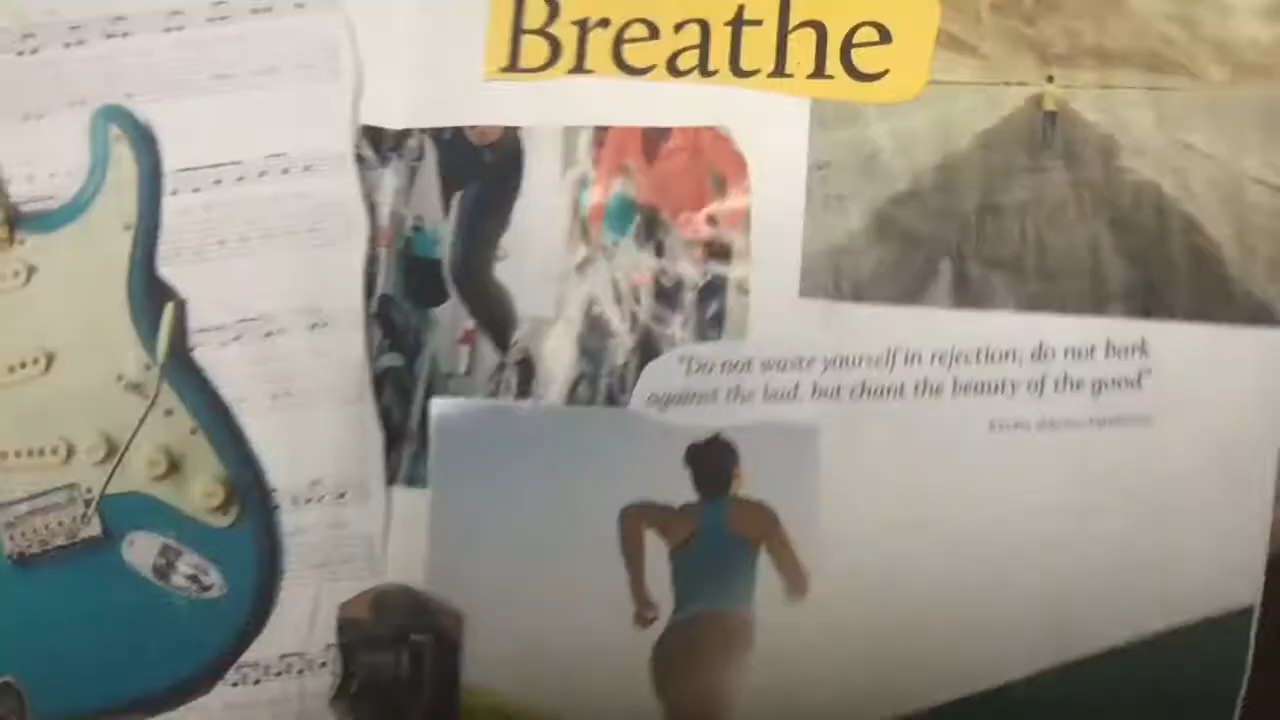 Breathe
"Do not waste yourself in rejection, do not bark
against the bad, but chant the beauty of the good"